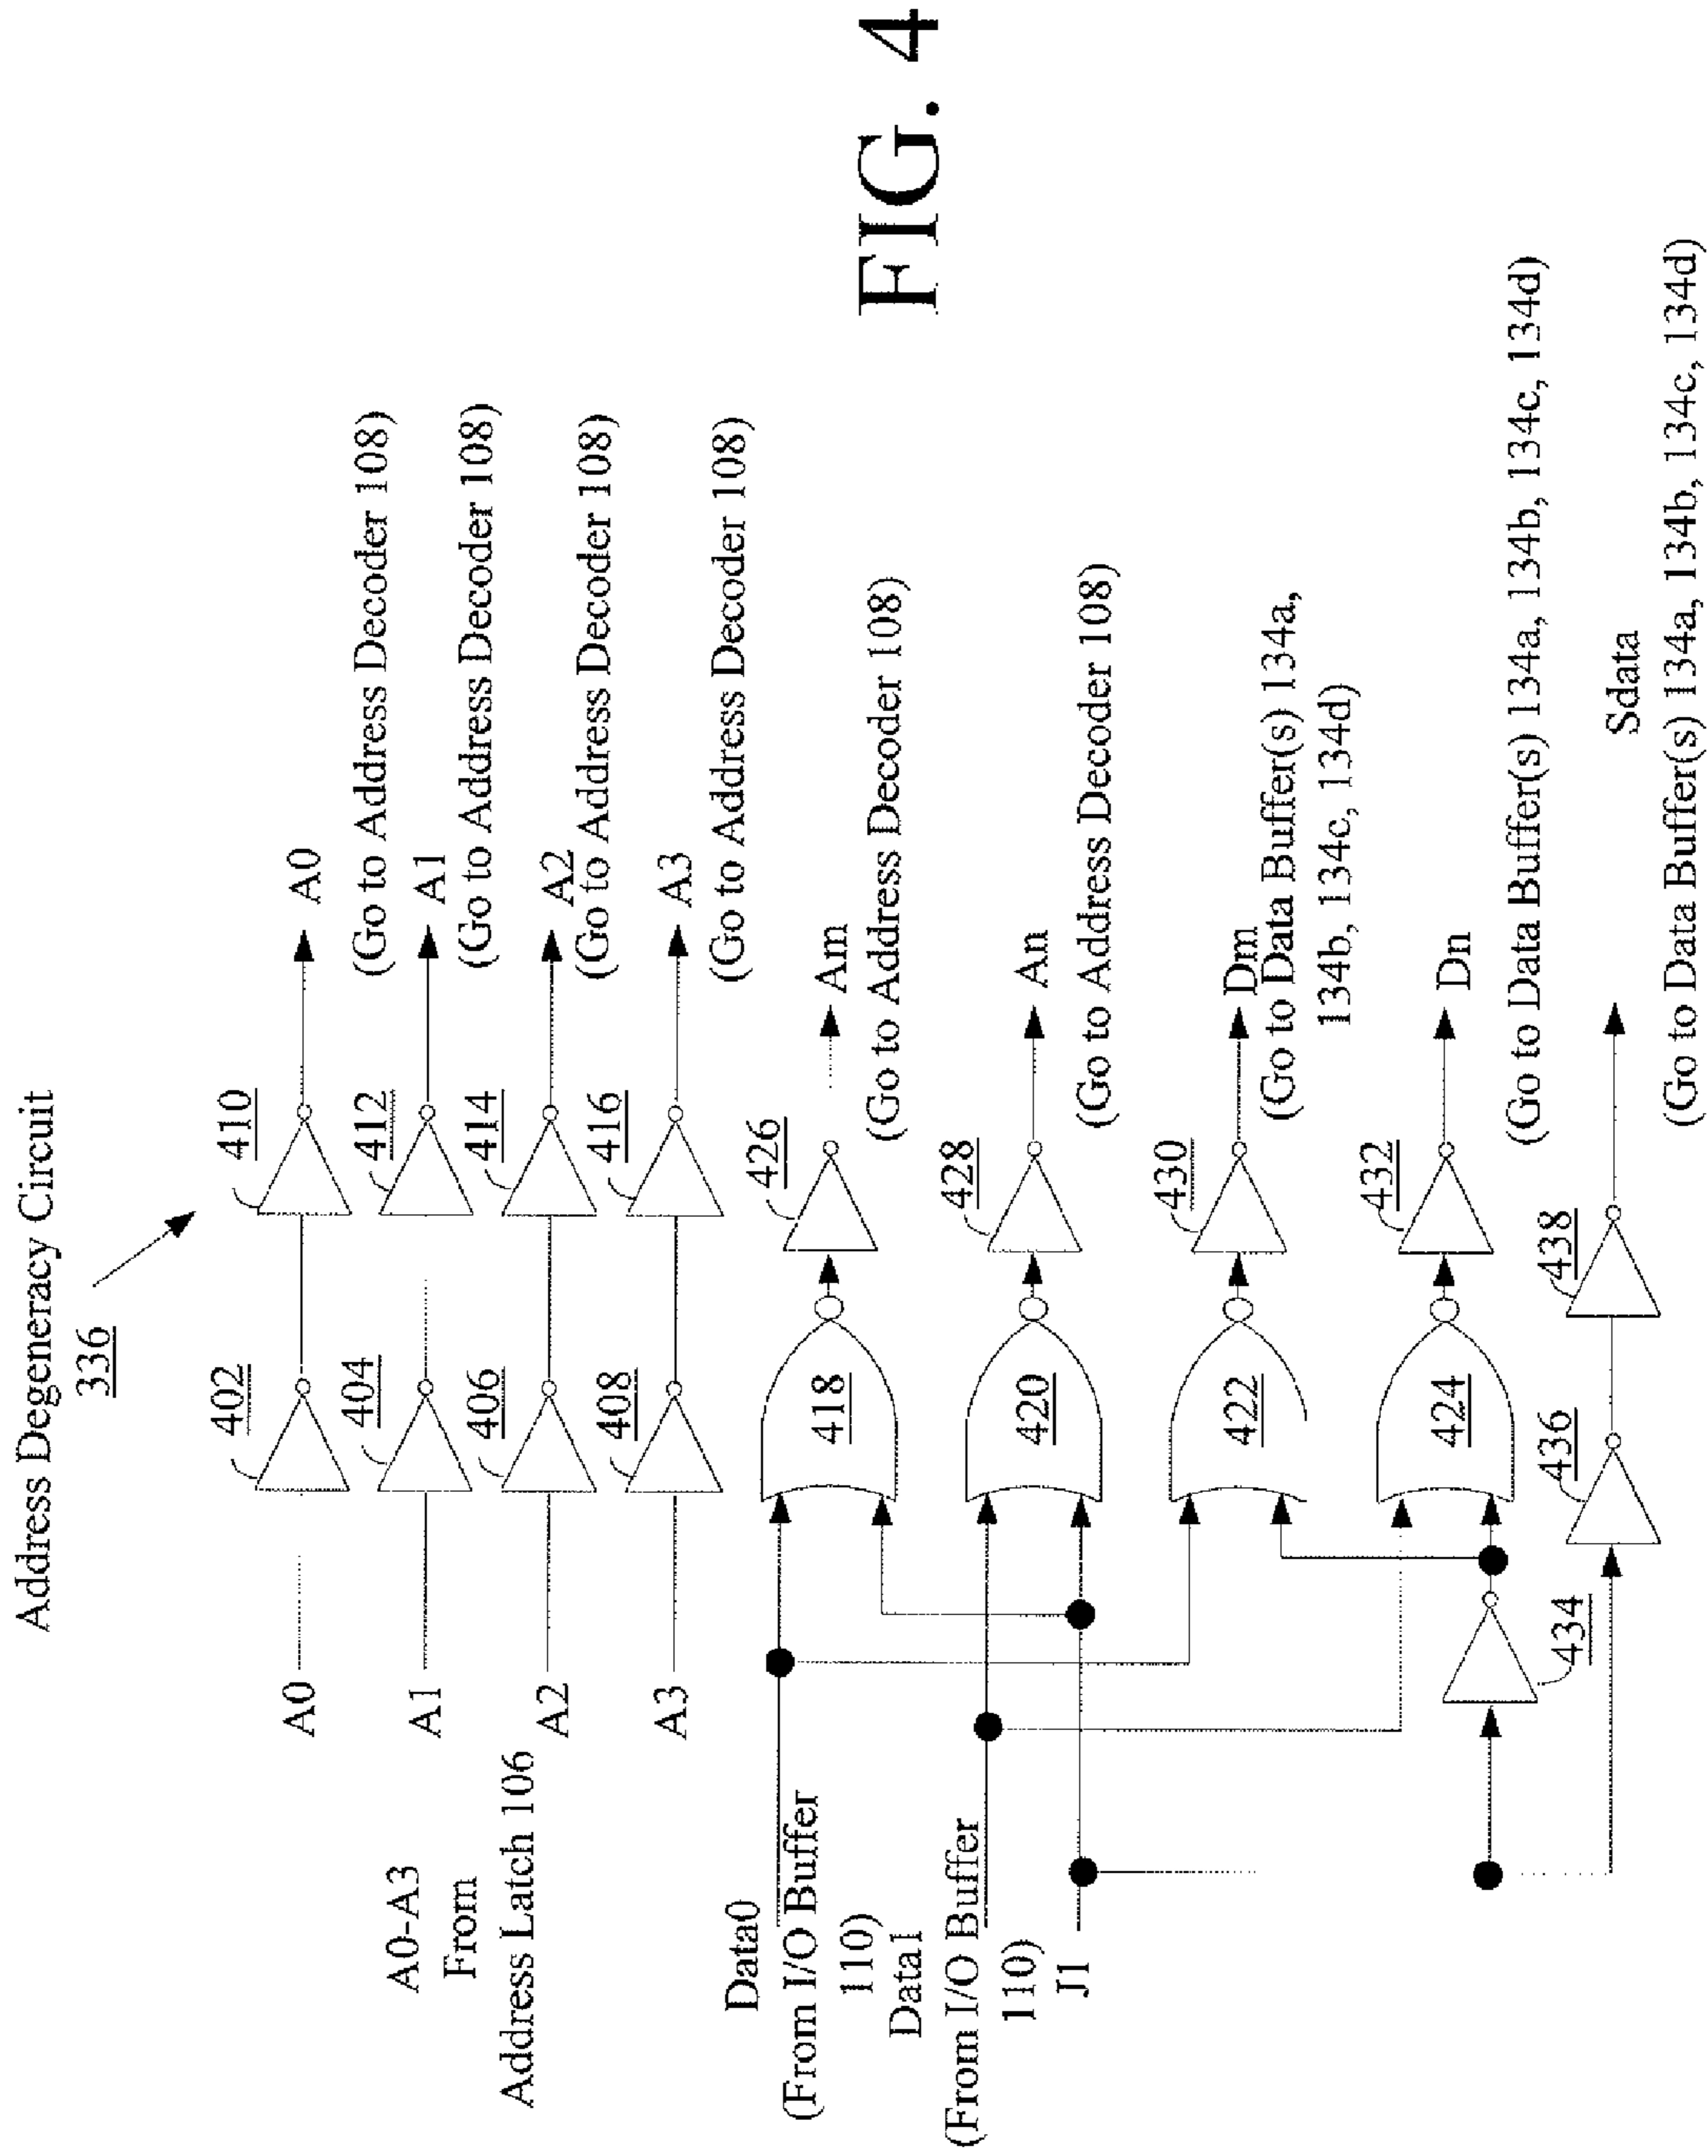 Address Degeneracy Circuit
336
A0-A3
From
Address Latch 106
A0
402
410
A0
(Go to Address Decoder 108)
A1
404
412
A1
(Go to Address Decoder 108)
A2
406
414
A2
(Go to Address Decoder 108)
A3
408
416
A3
(Go to Address Decoder 108)
Data0
(From I/O Buffer
110)
418
426
Am
(Go to Address Decoder 108)
Data1
(From I/O Buffer
110)
420
428
An
(Go to Address Decoder 108)
J1
422
430
Dm
(Go to Data Buffer(s) 134a,
134b, 134c, 134d)
434
424
432
Dn
(Go to Data Buffer(s) 134a, 134b, 134c, 134d)
436
438
Sdata
(Go to Data Buffer(s) 134a, 134b, 134c, 134d)
FIG. 4